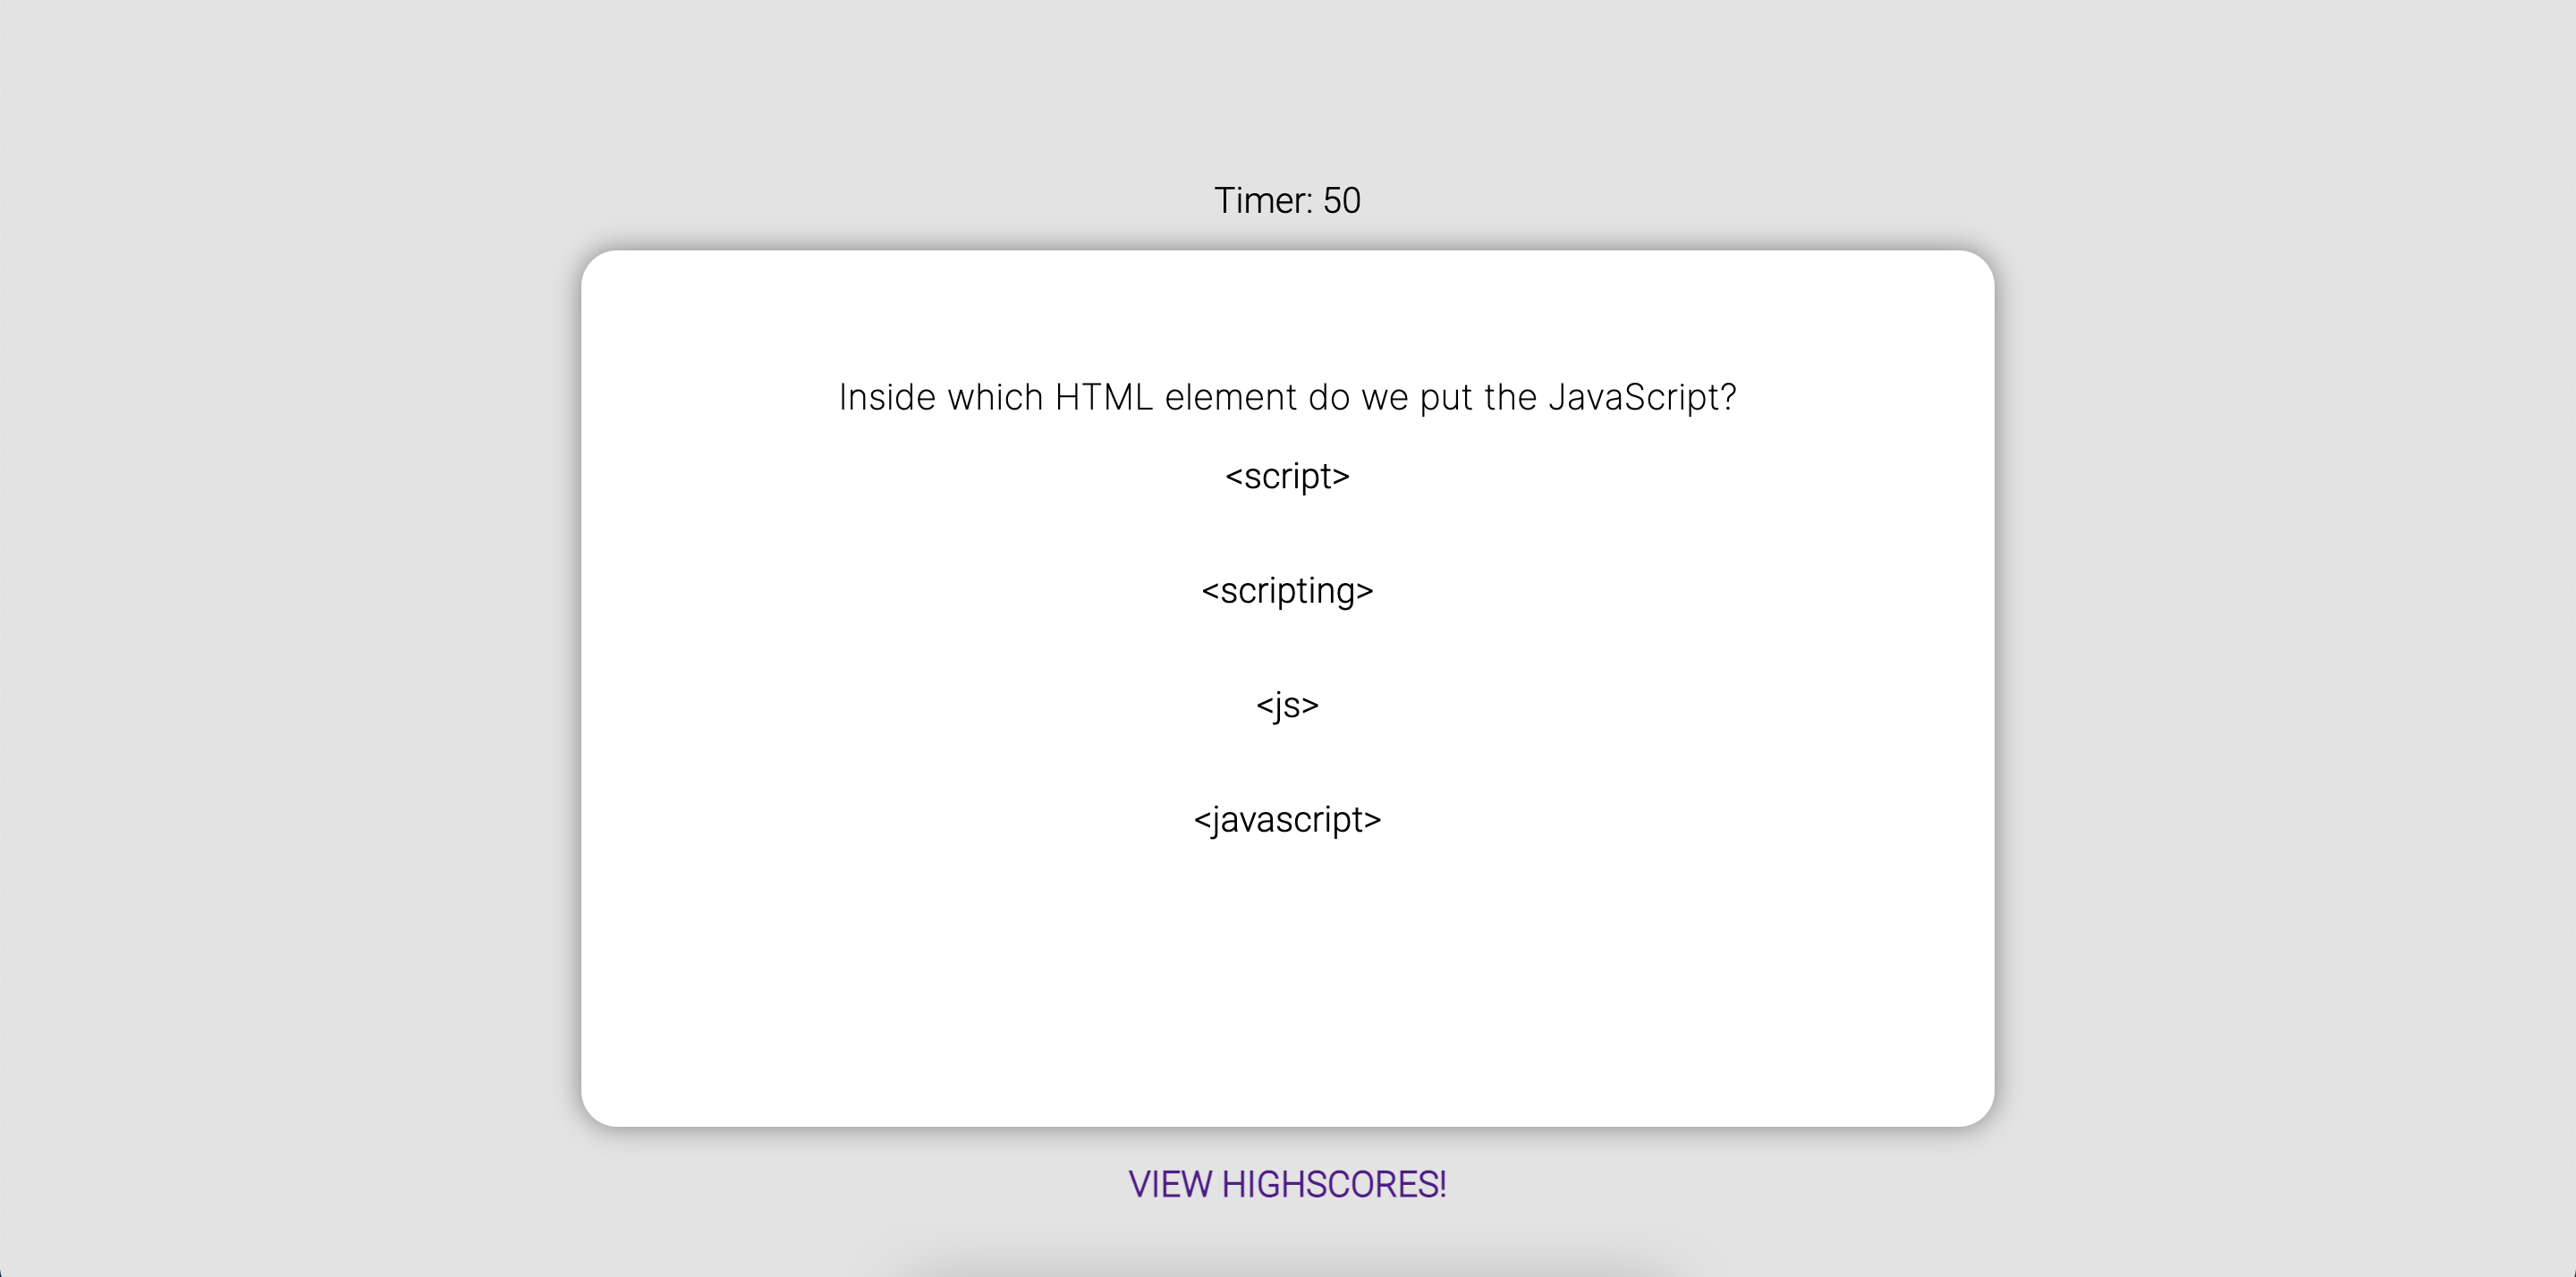 Timer: 50
Inside which HTML element do we put the JavaScript?
<script>
<scripting>
<js>
<javascript>
VIEW HIGHSCORES!